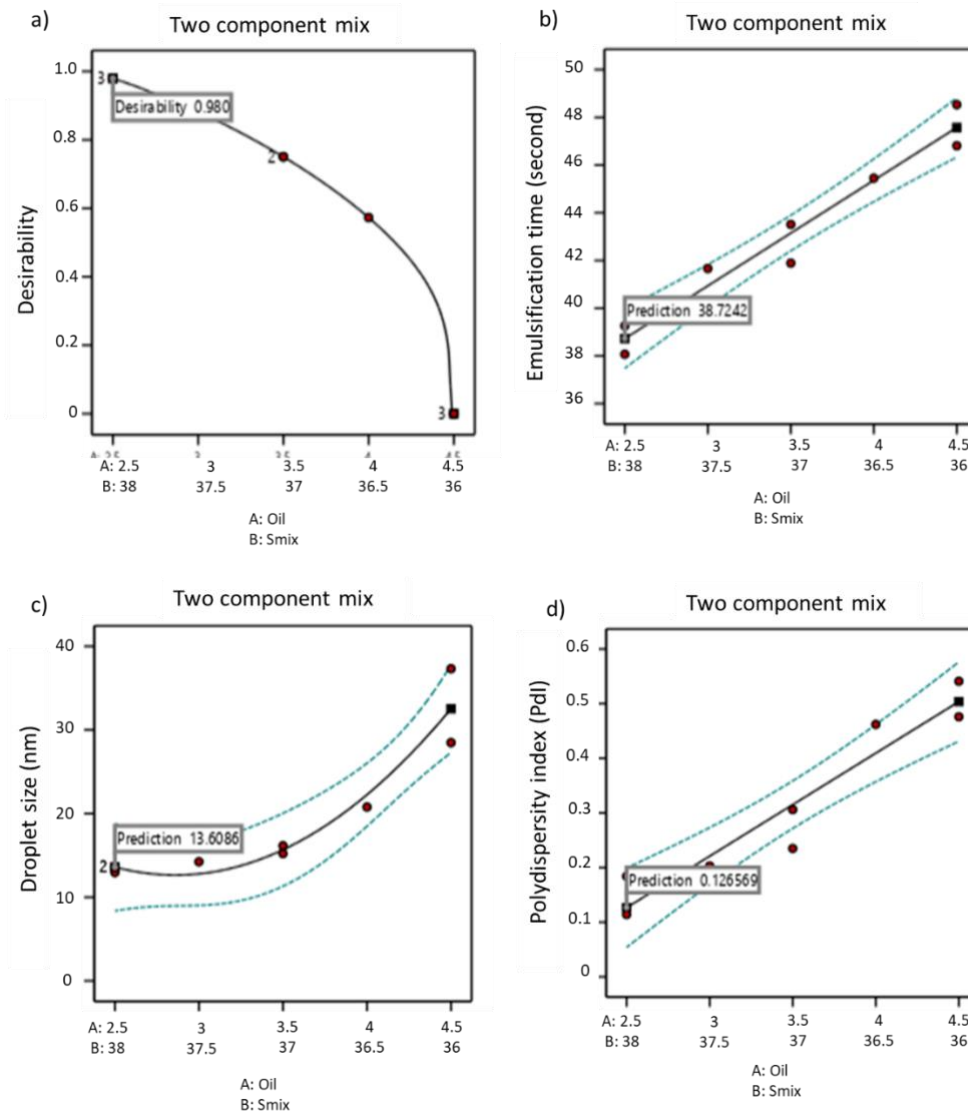 a)
Two component mix
Desirability
1.0
0.8
0.6
0.4
0.2
0
3
Desirability 0.980
2
3
A: 2.5 3 3.5 4 4.5
B: 38 37.5 37 36.5 36
A: Oil
B: Smix
b)
Two component mix
Emulsification time (second)
50
48
46
44
42
40
38
36
Prediction 38.7242
A: 2.5 3 3.5 4 4.5
B: 38 37.5 37 36.5 36
A: Oil
B: Smix
c)
Two component mix
Droplet size (nm)
40
30
20
10
0
Prediction 13.6086
2
A: 2.5 3 3.5 4 4.5
B: 38 37.5 37 36.5 36
A: Oil
B: Smix
d)
Two component mix
Polydispersity index (PdI)
0.6
0.5
0.4
0.3
0.2
0.1
0
Prediction 0.126569
A: 2.5 3 3.5 4 4.5
B: 38 37.5 37 36.5 36
A: Oil
B: Smix